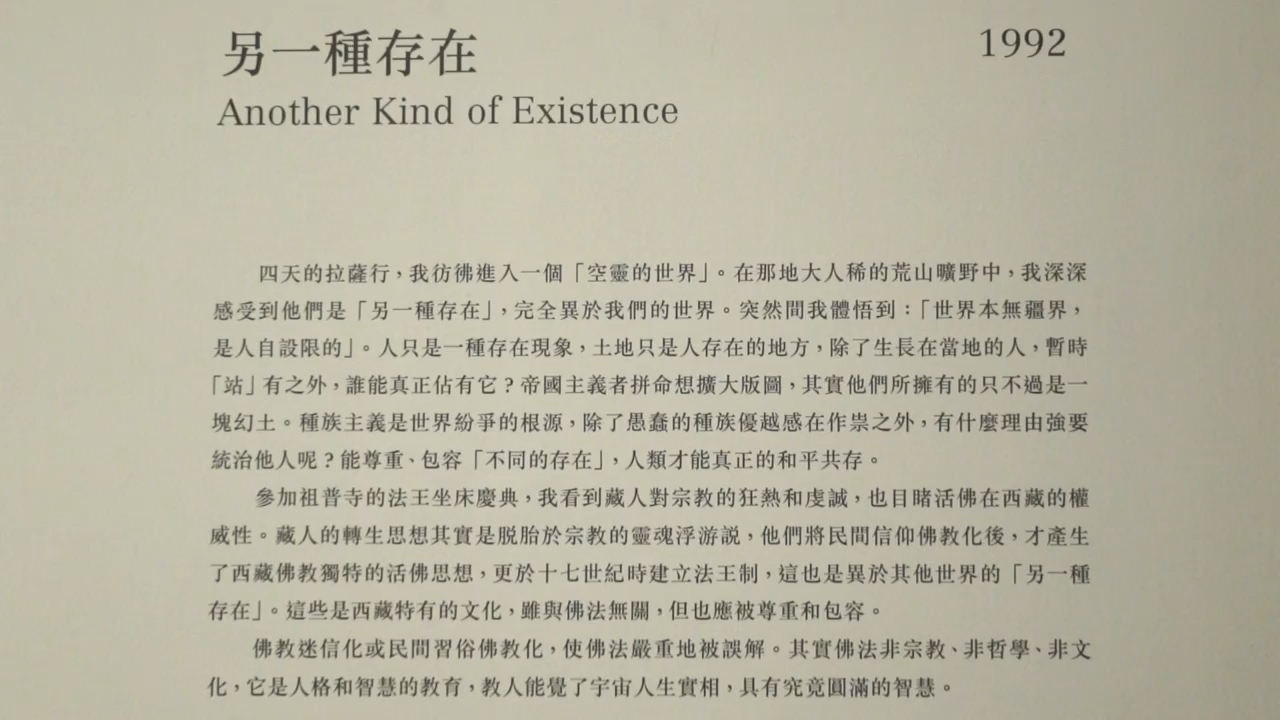 另一種存在
1992
Another Kind of Existence
四天的拉薩行，我彷彿進入一個「空靈的世界」。在那地大人稀的荒山曠野中，我深深
感受到他們是「另一種存在」，完全異於我們的世界。突然間我體悟到：「世界本無疆界，
是人自設限的」。人只是一種存在現象，土地只是人存在的地方，除了生長在當地的人，暫時
「站」有之外，誰能真正佔有它？帝國主義者拼命想擴大版圖，其實他們所擁有的只不過是一
塊幻土。種族主義是世界紛爭的根源，除了愚蠢的種族優越感在作祟之外，有什麼理由強要
統治他人呢？能尊重、包容「不同的存在」，人類才能真正的和平共存。
參加祖普寺的法王坐床慶典，我看到藏人對宗教的狂熱和虔誠，也目睹活佛在西藏的權
威性。藏人的轉生思想其實是脫胎於宗教的靈魂浮游說，他們將民間信仰佛教化後，才產生
了西藏佛教獨特的活佛思想，更於十七世紀時建立法王制，這也是異於其他世界的「另一種
存在」。這些是西藏特有的文化，雖與佛法無關，但也應被尊重和包容。
佛教迷信化或民間習俗佛教化，使佛法嚴重地被誤解。其實佛法非宗教、非哲學、非文
化，它是人格和智慧的教育，教人能覺了宇宙人生實相，具有究竟圓滿的智慧。